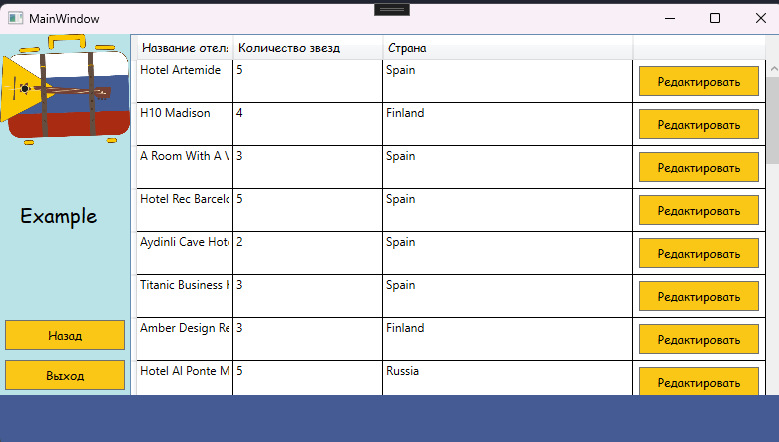 MainWindow
Название отел
Количество звезд
Страна
Hotel Artemide 5 Spain Редактировать
H10 Madison 4 Finland Редактировать
A Room With A 3 Spain Редактировать
Hotel Rec Barcelo 5 Spain Редактировать
Aydinli Cave Hot 2 Spain Редактировать
Titanic Business 3 Spain Редактировать
Amber Design Re 3 Finland Редактировать
Hotel Al Ponte M 5 Russia Редактировать
Example
Назад
Выход